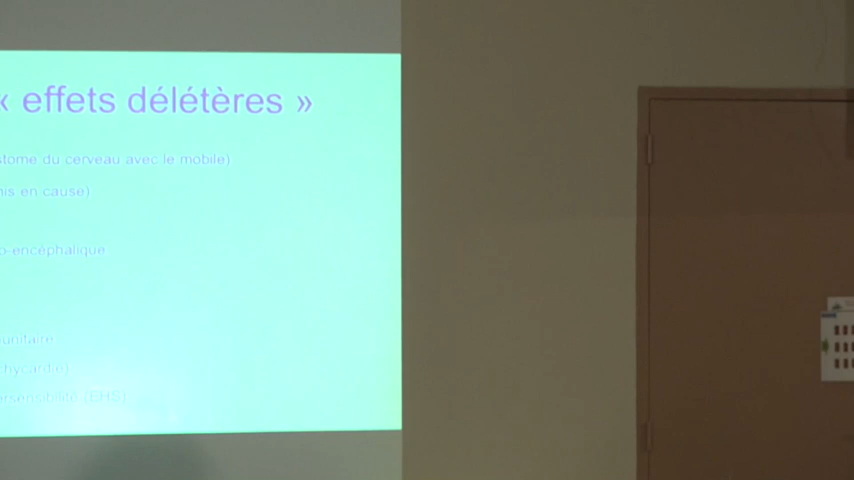 « effets délétères »
stome du cerveau avec le mobile)
nis en cause)
o-encéphalique
unitaire
chycardie)
ersensibilité (EHS)